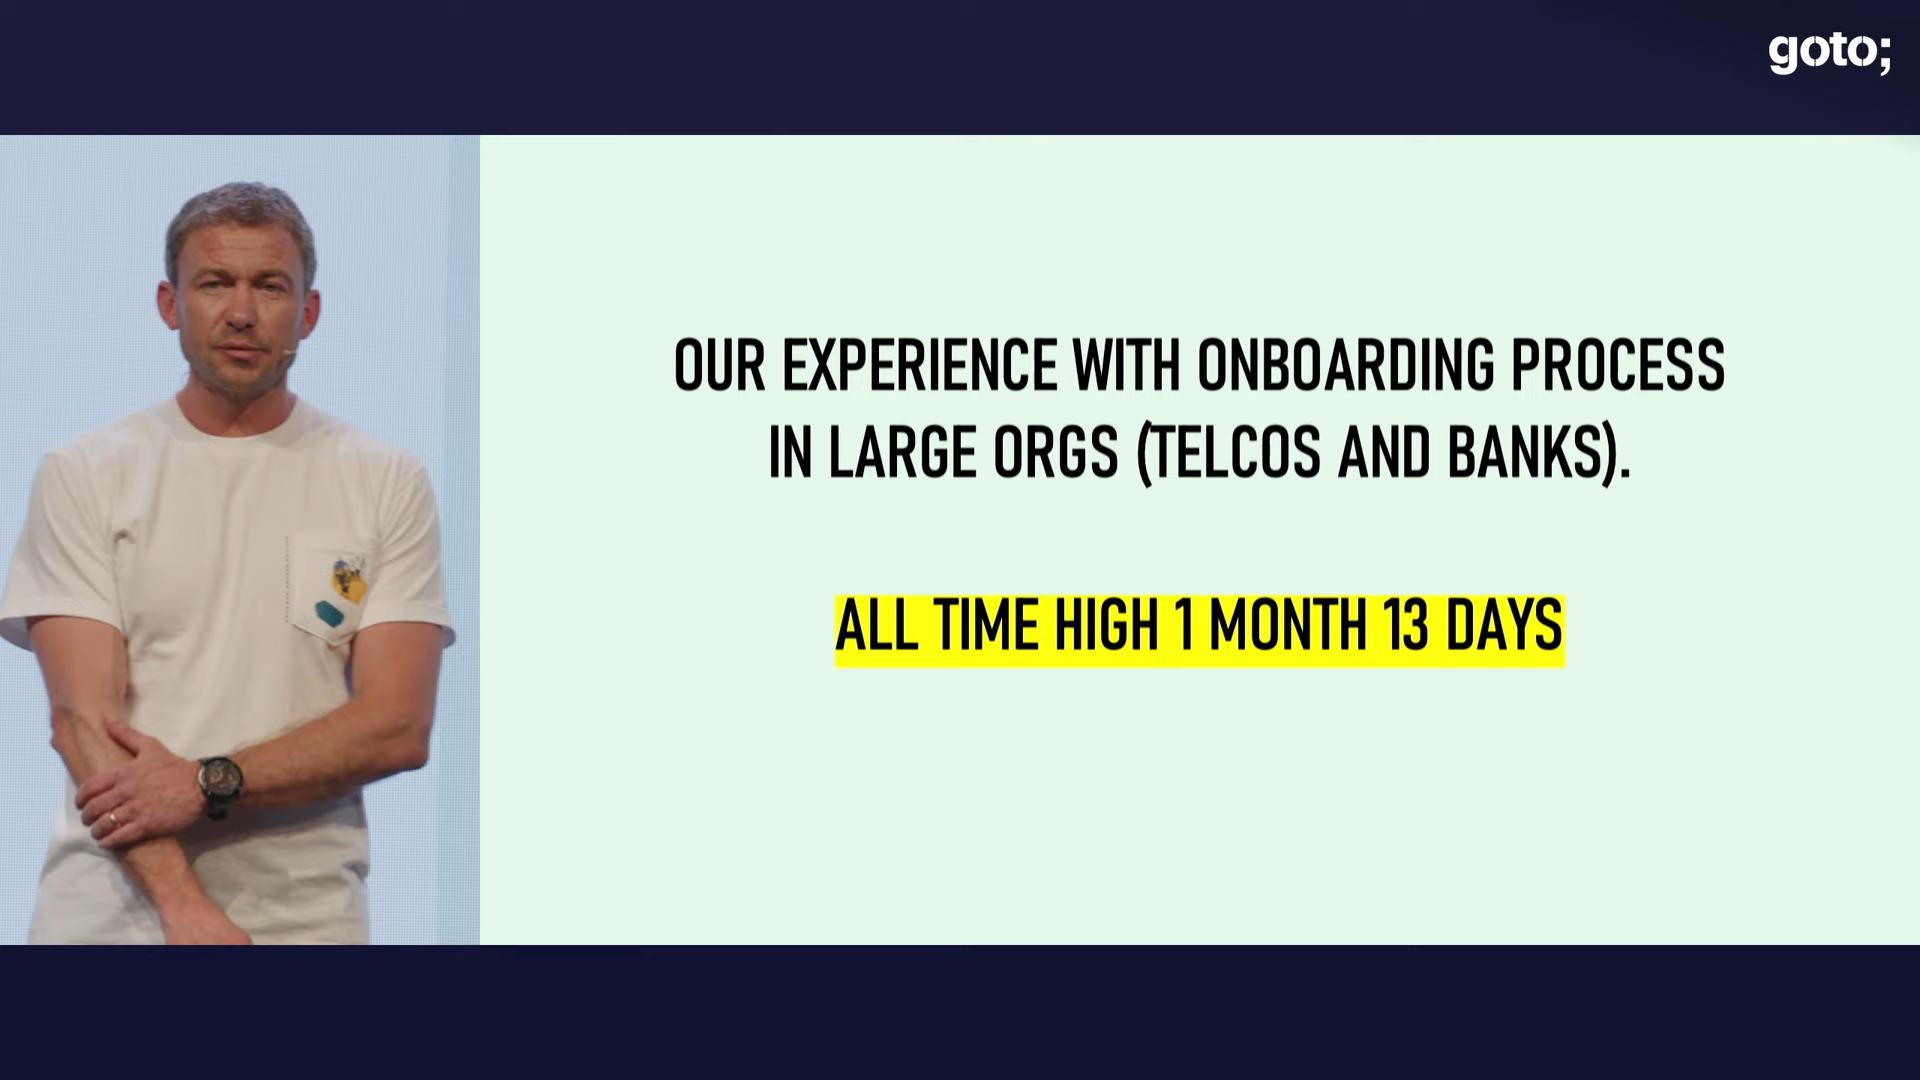 goto;
OUR EXPERIENCE WITH ONBOARDING PROCESS
IN LARGE ORGS (TELCOS AND BANKS).
ALL TIME HIGH 1 MONTH 13 DAYS